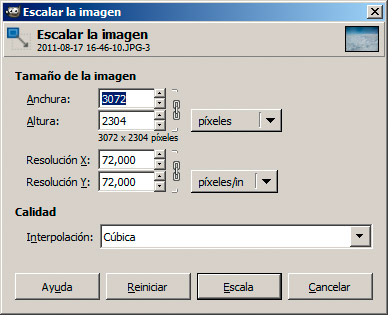 Escalar la imagen
Escalar la imagen
2011-08-17 16-46-10.JPG-3
Tamaño de la imagen
Anchura: 3072
Altura: 2304 píxeles
3072 x 2304 píxeles
Resolución X: 72,000
Resolución Y: 72,000 píxeles/in
Calidad
Interpolación: Cúbica
Ayuda Reiniciar Escala Cancelar